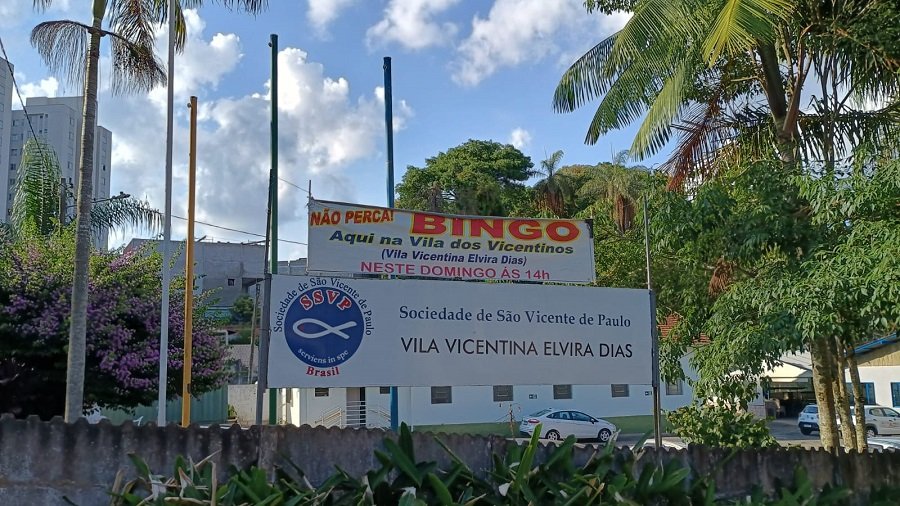 NÃO PERCA! BINGO
Aqui na Vila dos Vicentinos
(Vila Vicentina Elvira Dias)
NESTE DOMINGO ÀS 14h
Sociedade de São Vicente de Paulo
SSVP
serviens in spe
Brasil
Sociedade de São Vicente de Paulo
VILA VICENTINA ELVIRA DIAS